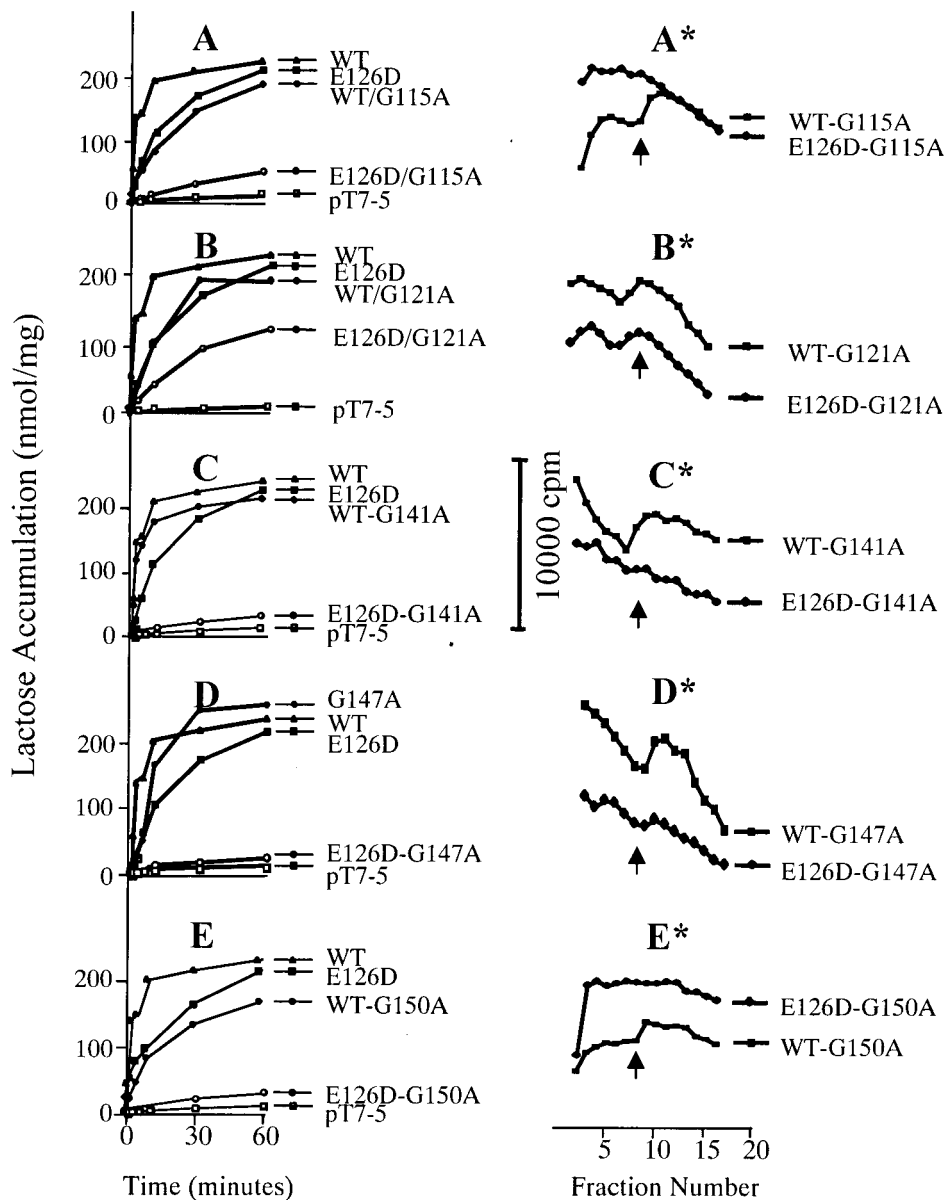 Lactose Accumulation (nmol/mg)
A
200
100
0
WT
E126D
WT/G115A
E126D/G115A
pT7-5
A*
WT-G115A
E126D-G115A
B
200
100
0
WT
E126D
WT/G121A
E126D/G121A
pT7-5
B*
WT-G121A
E126D-G121A
C
200
100
0
WT
E126D
WT-G141A
E126D-G141A
pT7-5
10000 cpm
C*
WT-G141A
E126D-G141A
D
200
100
0
G147A
WT
E126D
E126D-G147A
pT7-5
D*
WT-G147A
E126D-G147A
E
200
100
0
WT
E126D
WT-G150A
E126D-G150A
pT7-5
0 30 60
Time (minutes)
E*
E126D-G150A
WT-G150A
5 10 15 20
Fraction Number